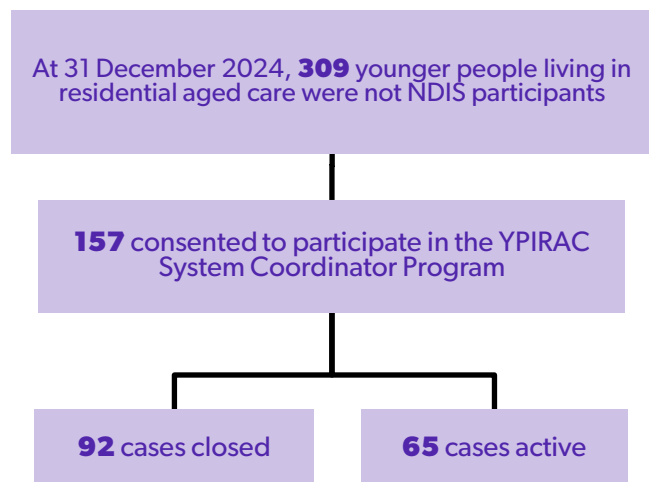 At 31 December 2024, 309 younger people living in
residential aged care were not NDIS participants
157 consented to participate in the YPIRAC
System Coordinator Program
92 cases closed
65 cases active